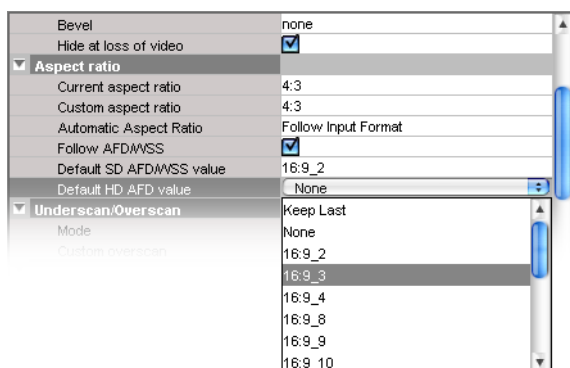 Bevel none
Hide at loss of video
Aspect ratio
Current aspect ratio 4:3
Custom aspect ratio 4:3
Automatic Aspect Ratio Follow Input Format
Follow AFD/WSS
Default SD AFD/WSS value 16:9_2
Default HD AFD value None
Underscan/Overscan Keep Last
Mode None
Custom overscan 16:9_2
16:9_3
16:9_4
16:9_8
16:9_9
16:9_10